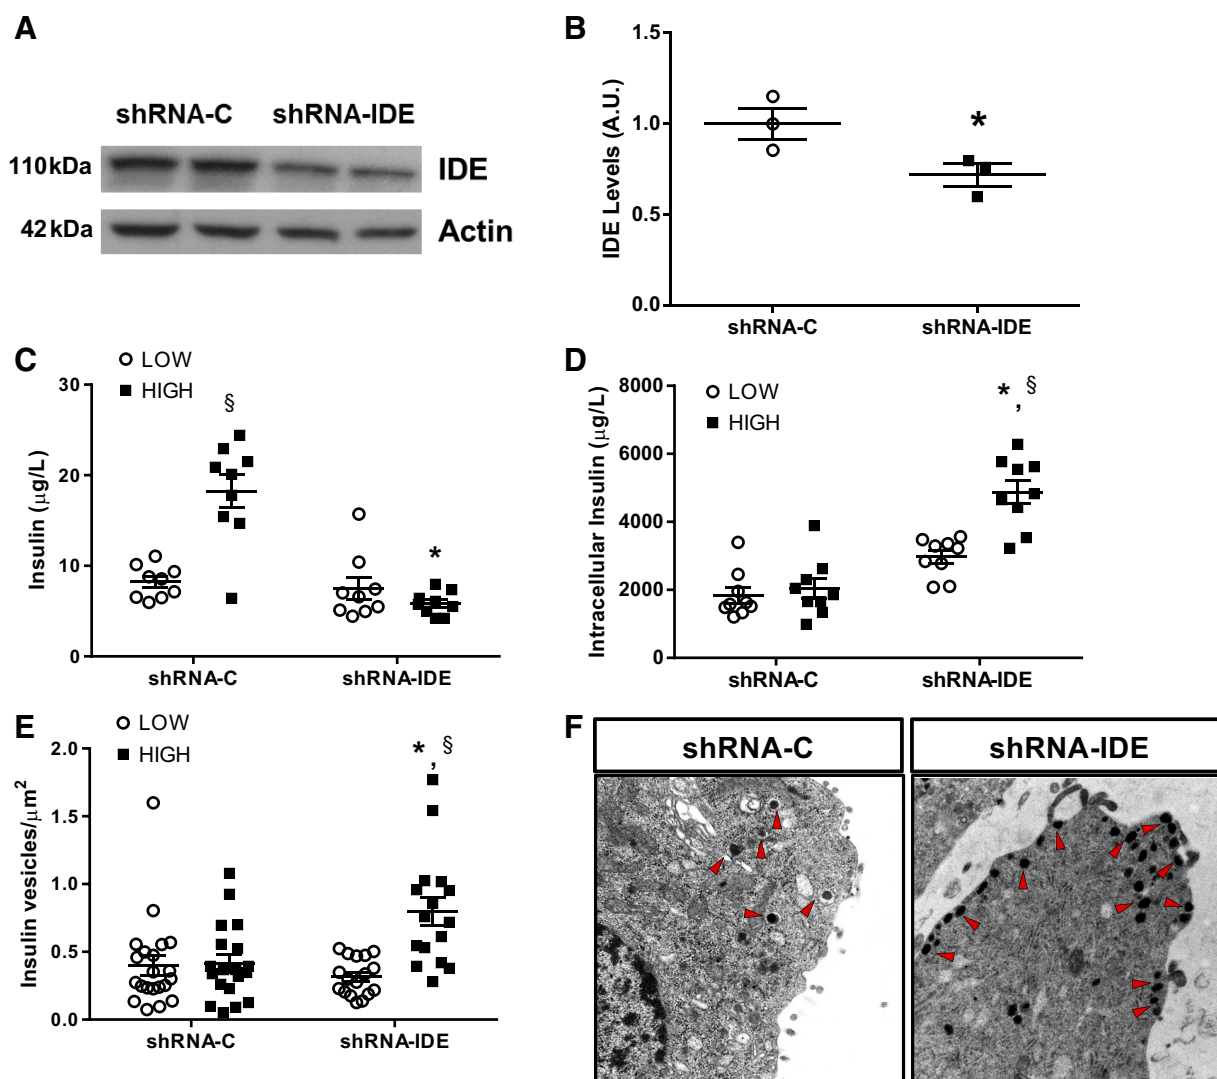 A
shRNA-C shRNA-IDE
110kDa IDE
42kDa Actin
B
IDE Levels (A.U.)
1.5
1.0
0.5
0.0
*
shRNA-C shRNA-IDE
C
LOW
HIGH
Insulin (µg/L)
30
20
10
0
§
*
shRNA-C shRNA-IDE
D
LOW
HIGH
Intracellular Insulin (µg/L)
8000
6000
4000
2000
0
*, §
shRNA-C shRNA-IDE
E
LOW
HIGH
Insulin vesicles/µm²
2.0
1.5
1.0
0.5
0.0
*, §
shRNA-C shRNA-IDE
F
shRNA-C shRNA-IDE